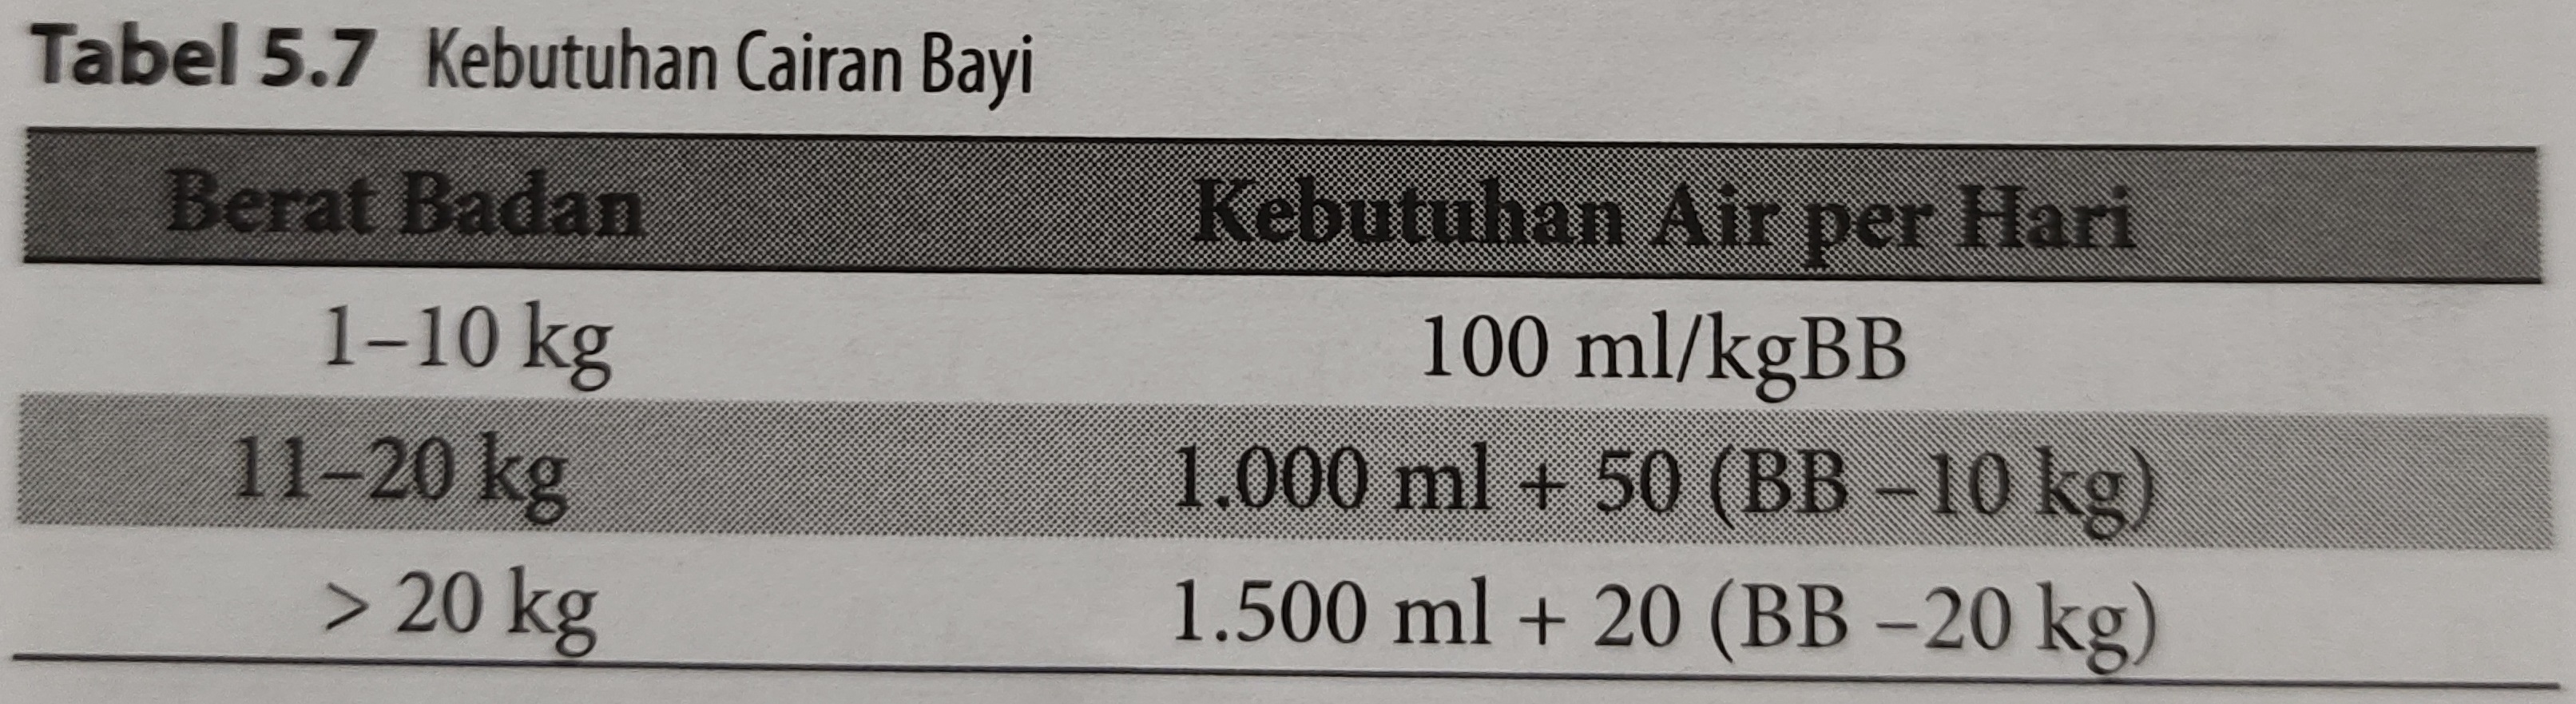 Tabel 5.7 Kebutuhan Cairan Bayi
Berat Badan Kebutuhan Air per Hari
1–10 kg 100 ml/kgBB
11–20 kg 1.000 ml + 50 (BB –10 kg)
> 20 kg 1.500 ml + 20 (BB –20 kg)